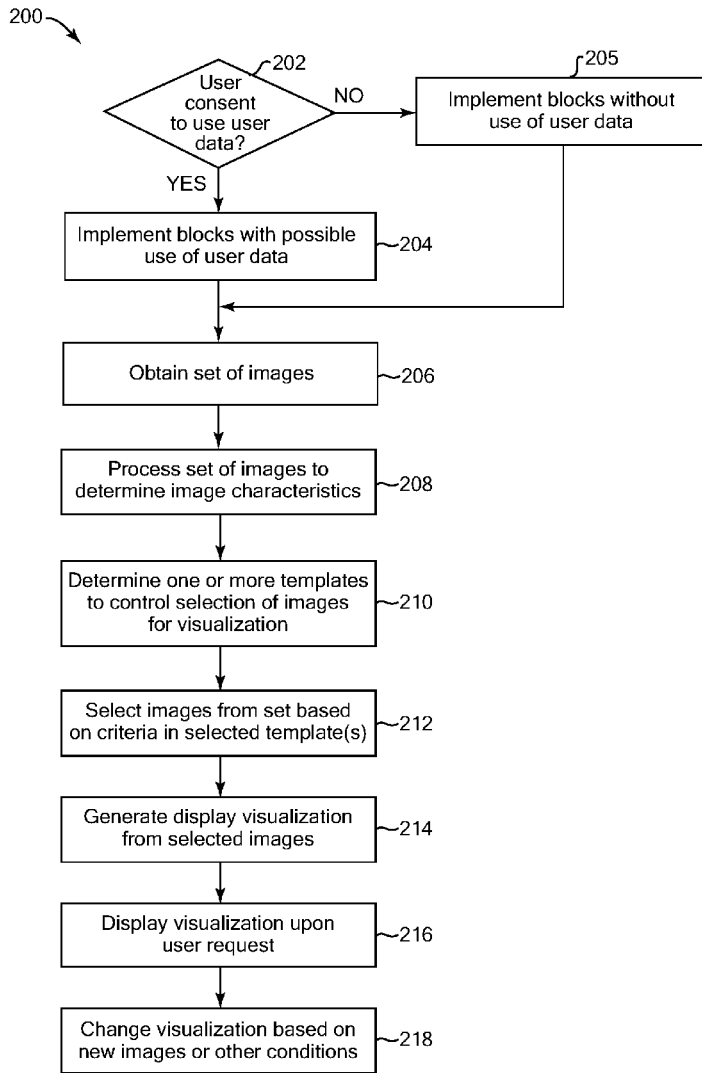 200
202
User
consent
to use user
data?
NO
205
Implement blocks without
use of user data
YES
Implement blocks with possible
use of user data
204
Obtain set of images
206
Process set of images to
determine image characteristics
208
Determine one or more templates
to control selection of images
for visualization
210
Select images from set based
on criteria in selected template(s)
212
Generate display visualization
from selected images
214
Display visualization upon
user request
216
Change visualization based on
new images or other conditions
218